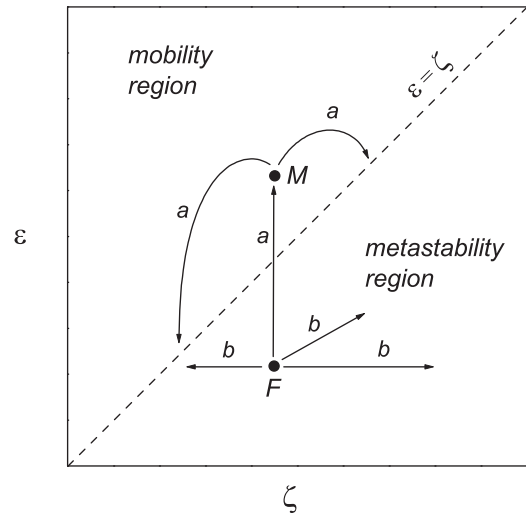 mobility
region
ε=ζ
a
M
a
a
ε
metastability
region
b
b
b
F
ζ